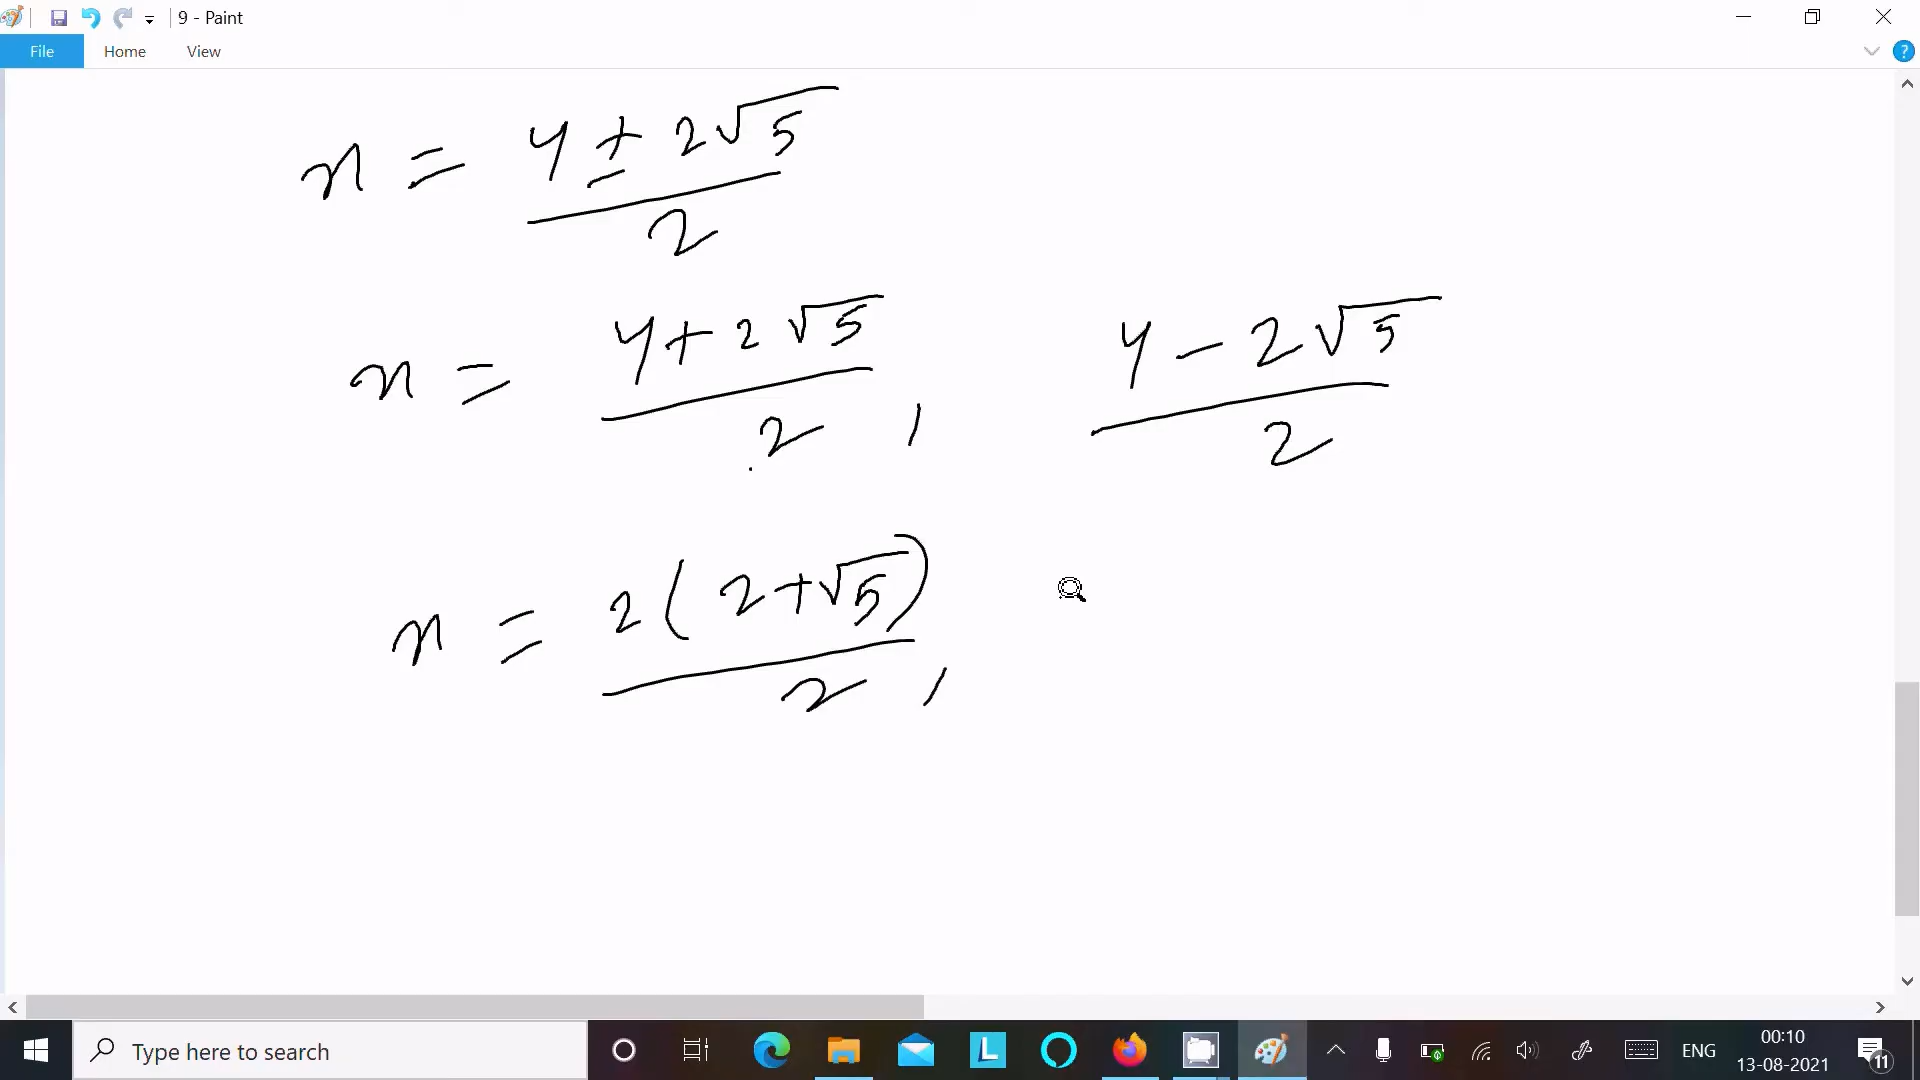 9 - Paint
File Home View
x = 4 ± 2√5 / 2
x = 4 + 2√5 / 2 , 4 - 2√5 / 2
x = 2(2+√5) / 2 ,
Type here to search
ENG
00:10
13-08-2021
11